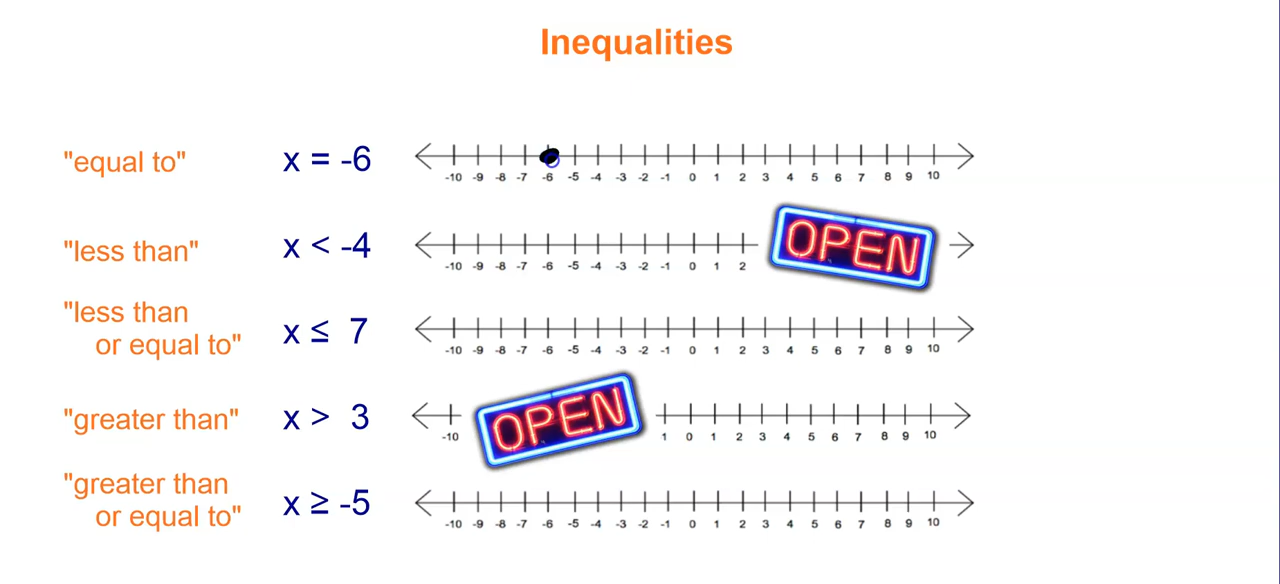 Inequalities
"equal to" x = -6
-10 -9 -8 -7 -6 -5 -4 -3 -2 -1 0 1 2 3 4 5 6 7 8 9 10
"less than" x < -4
-10 -9 -8 -7 -6 -5 -4 -3 -2 -1 0 1 2
OPEN
"less than
or equal to" x ≤ 7
-10 -9 -8 -7 -6 -5 -4 -3 -2 -1 0 1 2 3 4 5 6 7 8 9 10
"greater than" x > 3
-10
OPEN
1 0 1 2 3 4 5 6 7 8 9 10
"greater than
or equal to" x ≥ -5
-10 -9 -8 -7 -6 -5 -4 -3 -2 -1 0 1 2 3 4 5 6 7 8 9 10